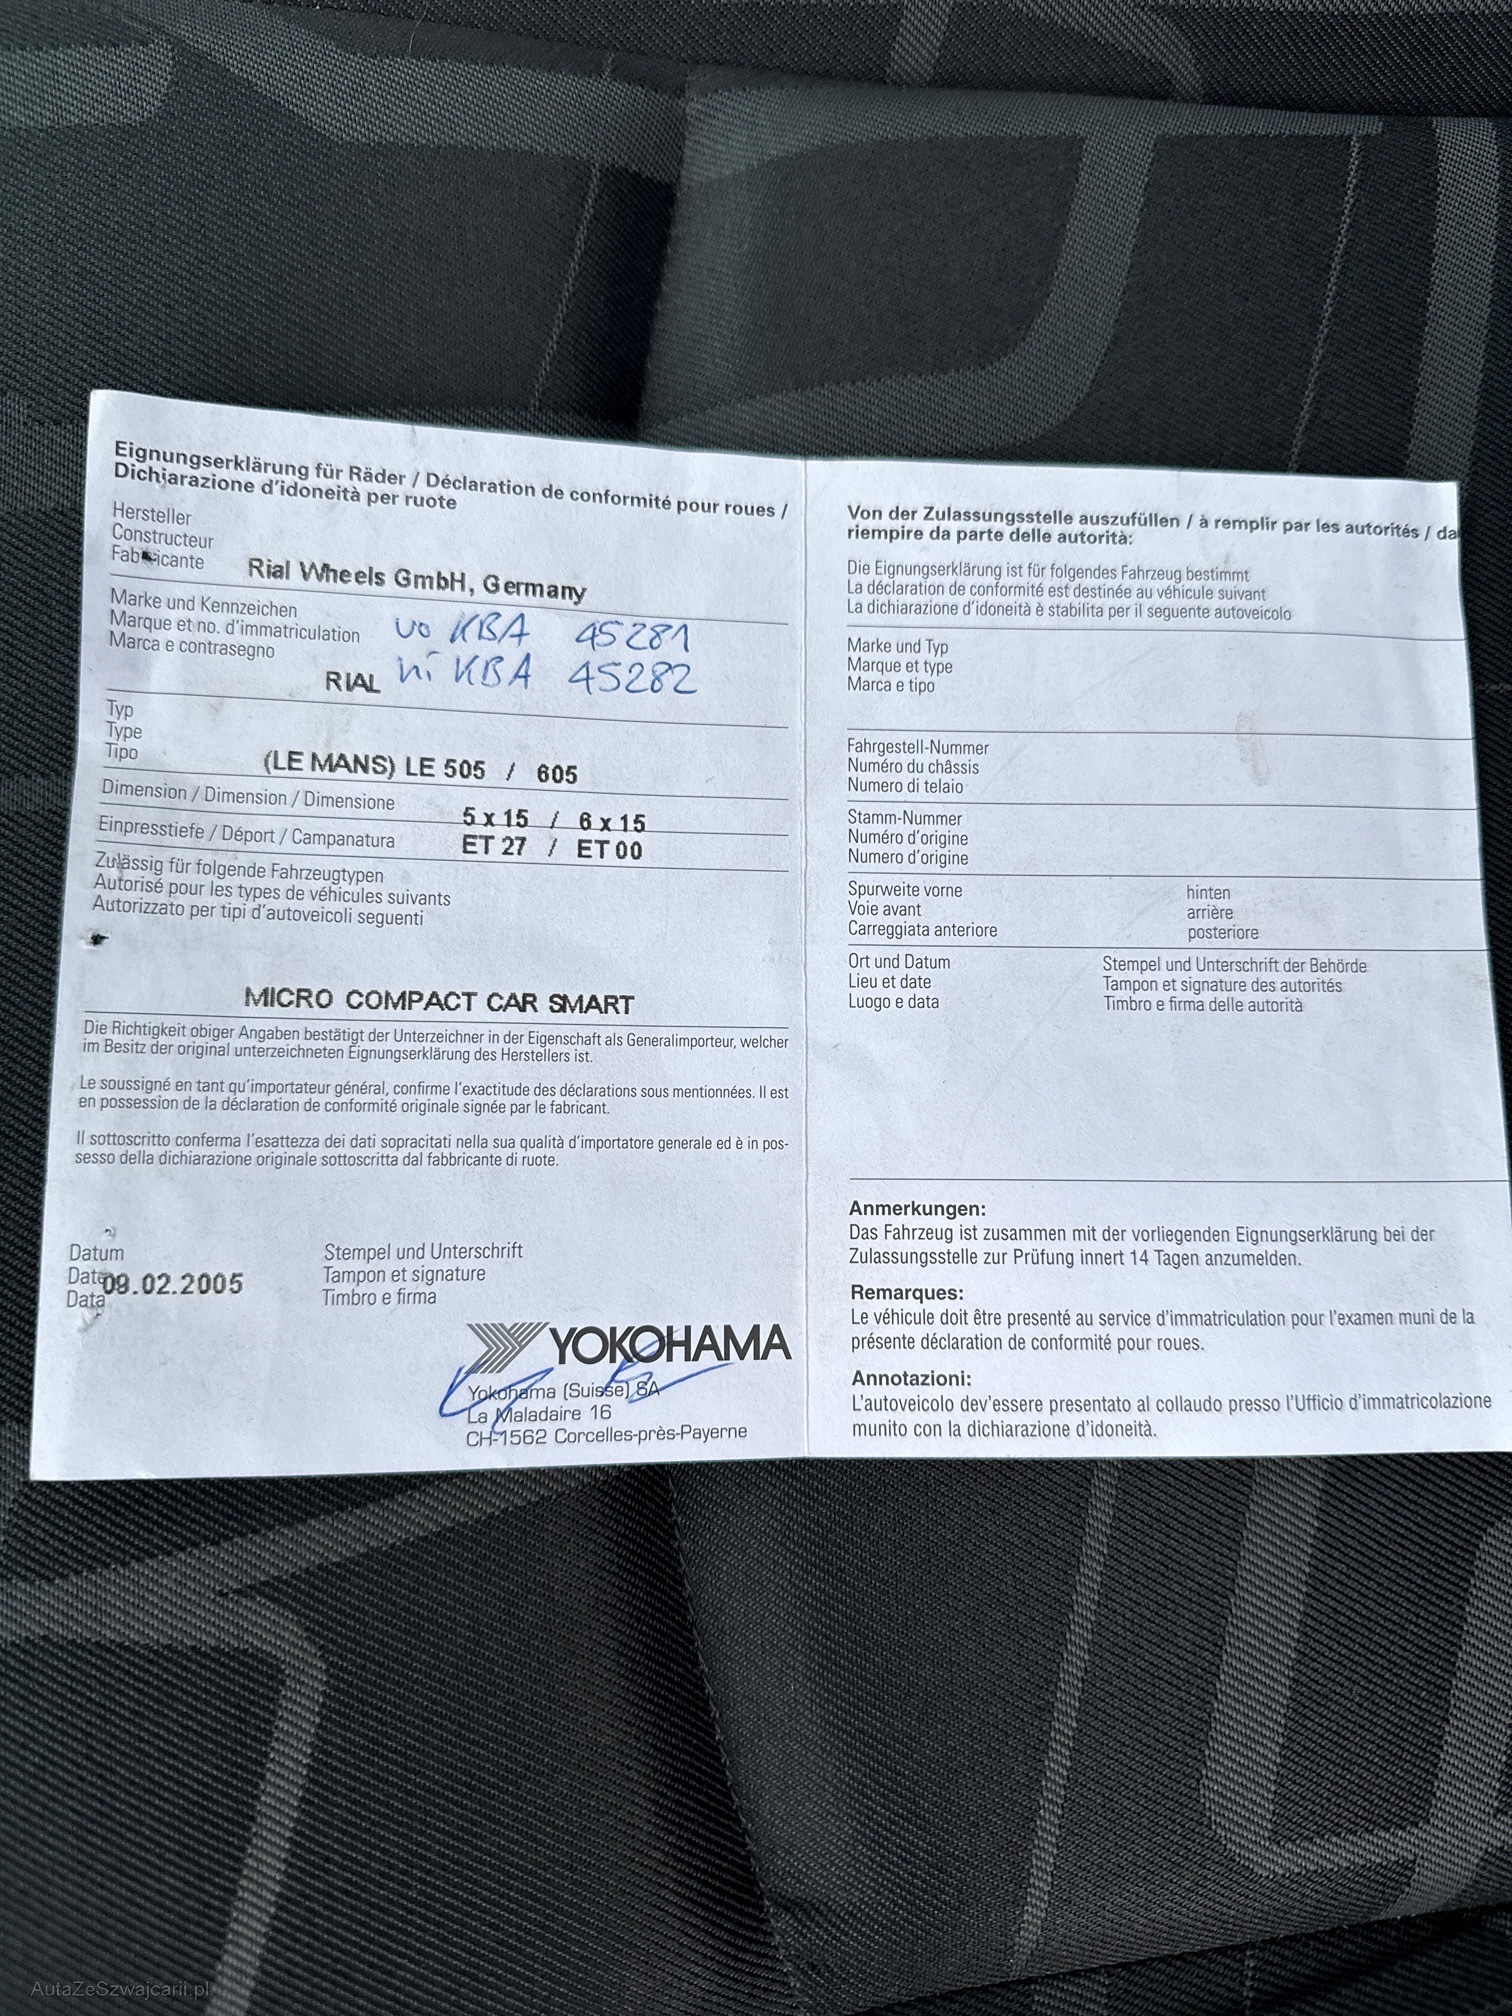 Eignungserklärung für Räder / Déclaration de conformité pour roues /
Dichiarazione d'idoneità per ruote
Hersteller
Constructeur
Fabbricante
Rial Wheels GmbH, Germany
Marke und Kennzeichen
Marque et no. d'immatriculation
Marca e contrasegno
vo KBA 45281
RIAL hi KBA 45282
Typ
Type
Tipo
(LE MANS) LE 505 / 605
Dimension / Dimension / Dimensione
5 x 15 / 6 x 15
Einpresstiefe / Déport / Campanatura
ET 27 / ET 00
Zulässig für folgende Fahrzeugtypen
Autorisé pour les types de véhicules suivants
Autorizzato per tipi d'autoveicoli seguenti
MICRO COMPACT CAR SMART
Die Richtigkeit obiger Angaben bestätigt der Unterzeichner in der Eigenschaft als Generalimporteur, welcher
im Besitz der original unterzeichneten Eignungserklärung des Herstellers ist.
Le soussigné en tant qu'importateur général, confirme l'exactitude des déclarations sous mentionnées. Il est
en possession de la déclaration de conformité originale signée par le fabricant.
Il sottoscritto conferma l'esattezza dei dati sopracitati nella sua qualità d'importatore generale ed è in pos-
sesso della dichiarazione originale sottoscritta dal fabbricante di ruote.
Datum
Date
Data
09.02.2005
Stempel und Unterschrift
Tampon et signature
Timbro e firma
YOKOHAMA
Yokohama (Suisse) SA
La Maladaire 16
CH-1562 Corcelles-près-Payerne
Von der Zulassungsstelle auszufüllen / à remplir par les autorités / da
riempire da parte delle autorità:
Die Eignungserklärung ist für folgendes Fahrzeug bestimmt
La déclaration de conformité est destinée au véhicule suivant
La dichiarazione d'idoneità è stabilita per il seguente autoveicolo
Marke und Typ
Marque et type
Marca e tipo
Fahrgestell-Nummer
Numéro du châssis
Numero di telaio
Stamm-Nummer
Numéro d'origine
Numero d'origine
Spurweite vorne hinten
Voie avant arrière
Carreggiata anteriore posteriore
Ort und Datum
Lieu et date
Luogo e data
Stempel und Unterschrift der Behörde
Tampon et signature des autorités
Timbro e firma delle autorità
Anmerkungen:
Das Fahrzeug ist zusammen mit der vorliegenden Eignungserklärung bei der
Zulassungsstelle zur Prüfung innert 14 Tagen anzumelden.
Remarques:
Le véhicule doit être presenté au service d'immatriculation pour l'examen muni de la
présente déclaration de conformité pour roues.
Annotazioni:
L'autoveicolo dev'essere presentato al collaudo presso l'Ufficio d'immatricolazione
munito con la dichiarazione d'idoneità.
AutaZeSzwajcarii.pl